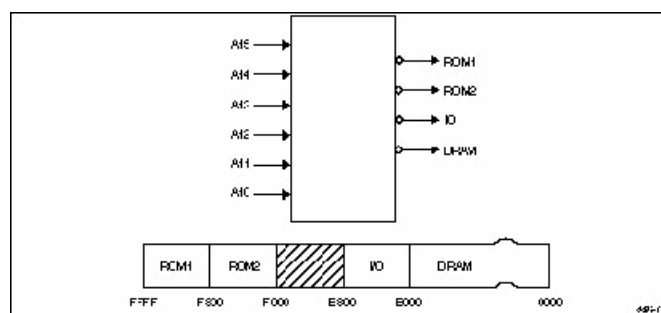 A15
ROM1
A14
ROM2
A13
IO
A12
DRAM
A11
A10
ROM1 ROM2 I/O DRAM
FFFF F800 F000 E800 E000 0000